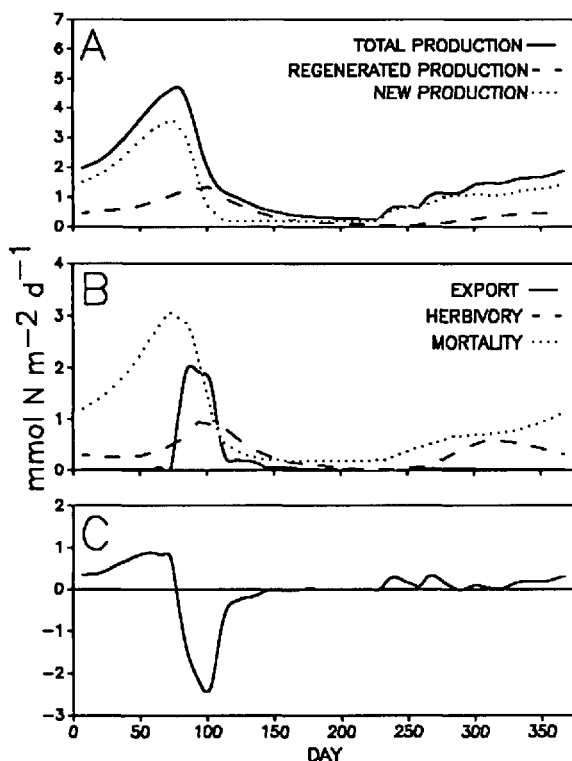 A
TOTAL PRODUCTION
REGENERATED PRODUCTION
NEW PRODUCTION
7
6
5
4
3
2
1
0
B
EXPORT
HERBIVORY
MORTALITY
4
3
2
1
0
mmol N m−2 d−1
C
2
1
0
−1
−2
−3
0 50 100 150 200 250 300 350
DAY